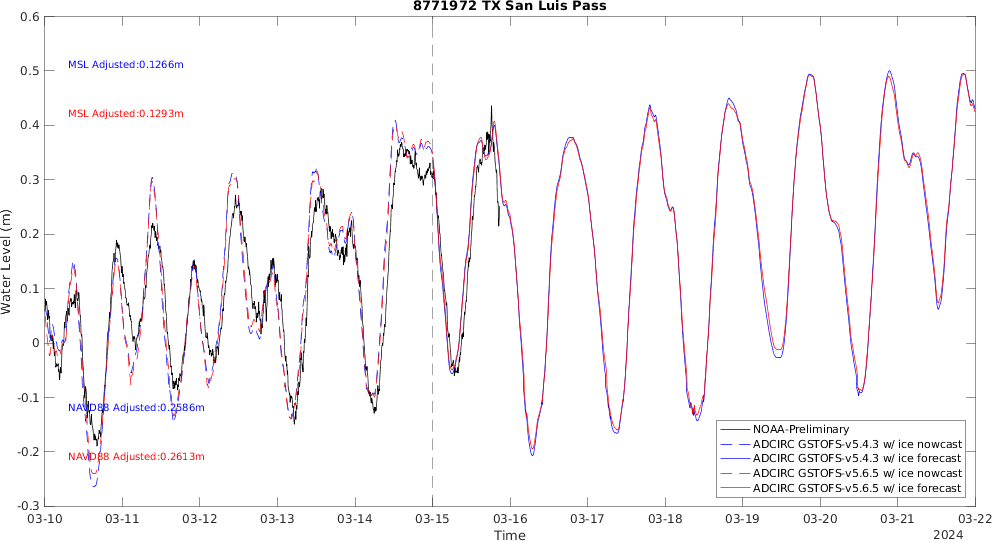 8771972 TX San Luis Pass
0.6
0.5
0.4
0.3
0.2
0.1
0
-0.1
-0.2
-0.3
Water Level (m)
MSL Adjusted:0.1266m
MSL Adjusted:0.1293m
NAVD88 Adjusted:0.2586m
NAVD88 Adjusted:0.2613m
NOAA-Preliminary
ADCIRC GSTOFS-v5.4.3 w/ ice nowcast
ADCIRC GSTOFS-v5.4.3 w/ ice forecast
ADCIRC GSTOFS-v5.6.5 w/ ice nowcast
ADCIRC GSTOFS-v5.6.5 w/ ice forecast
03-10 03-11 03-12 03-13 03-14 03-15 03-16 03-17 03-18 03-19 03-20 03-21 03-22
Time
2024